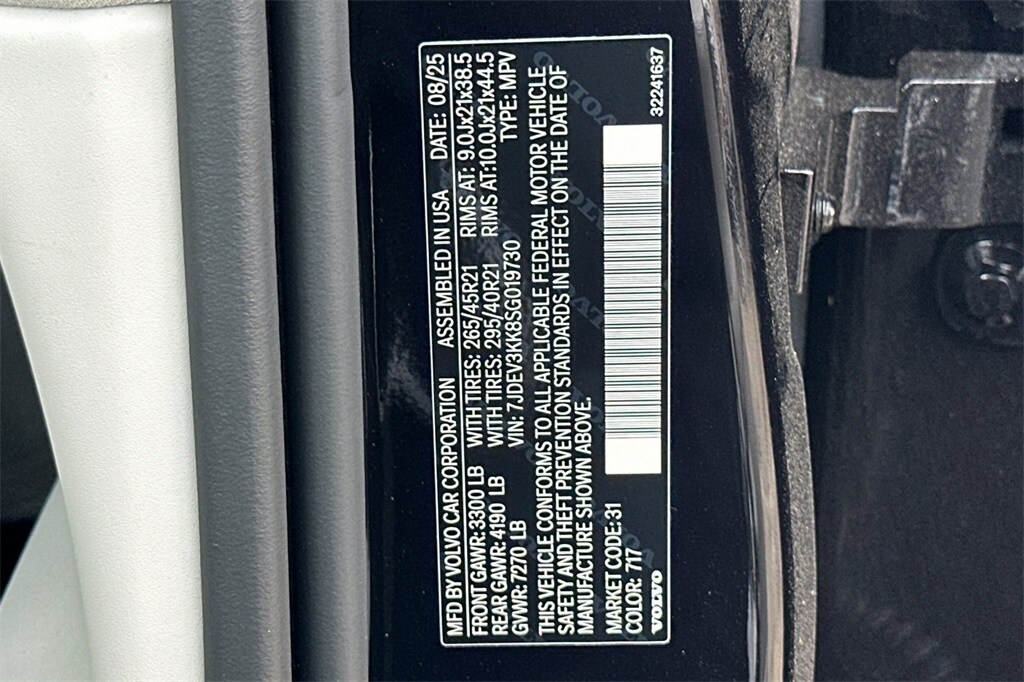 MFD BY VOLVO CAR CORPORATION ASSEMBLED IN USA DATE: 08/25
FRONT GAWR: 3300 LB WITH TIRES: 265/45R21 RIMS AT: 9.0Jx21x38.5
REAR GAWR: 4190 LB WITH TIRES: 295/40R21 RIMS AT:10.0Jx21x44.5
GVWR: 7270 LB VIN: 7JDEV3KK8SG019730 TYPE: MPV
THIS VEHICLE CONFORMS TO ALL APPLICABLE FEDERAL MOTOR VEHICLE
SAFETY AND THEFT PREVENTION STANDARDS IN EFFECT ON THE DATE OF
MANUFACTURE SHOWN ABOVE.
MARKET CODE: 31
COLOR: 717
VOLVO
32241637